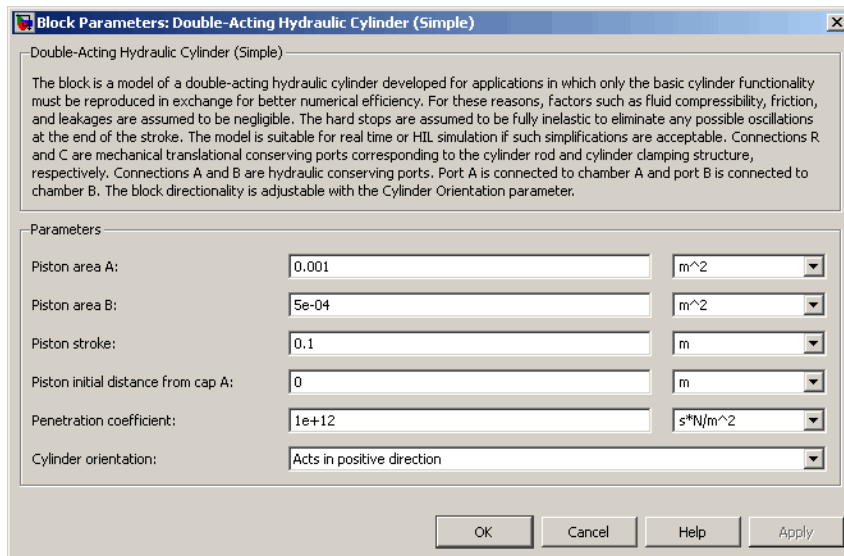 Block Parameters: Double-Acting Hydraulic Cylinder (Simple)
Double-Acting Hydraulic Cylinder (Simple)
The block is a model of a double-acting hydraulic cylinder developed for applications in which only the basic cylinder functionality
must be reproduced in exchange for better numerical efficiency. For these reasons, factors such as fluid compressibility, friction,
and leakages are assumed to be negligible. The hard stops are assumed to be fully inelastic to eliminate any possible oscillations
at the end of the stroke. The model is suitable for real time or HIL simulation if such simplifications are acceptable. Connections R
and C are mechanical translational conserving ports corresponding to the cylinder rod and cylinder clamping structure,
respectively. Connections A and B are hydraulic conserving ports. Port A is connected to chamber A and port B is connected to
chamber B. The block directionality is adjustable with the Cylinder Orientation parameter.
Parameters
Piston area A: 0.001 m^2
Piston area B: 5e-04 m^2
Piston stroke: 0.1 m
Piston initial distance from cap A: 0 m
Penetration coefficient: 1e+12 s*N/m^2
Cylinder orientation: Acts in positive direction
OK Cancel Help Apply